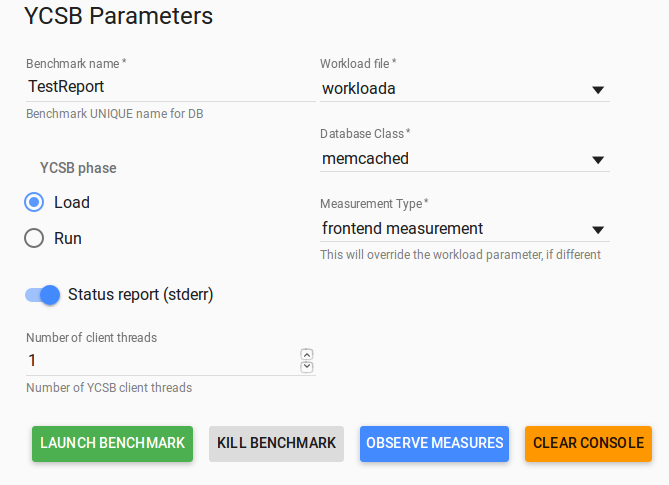 YCSB Parameters
Benchmark name *
TestReport
Benchmark UNIQUE name for DB
Workload file *
workloada
Database Class *
memcached
Measurement Type *
frontend measurement
This will override the workload parameter, if different
YCSB phase
Load
Run
Status report (stderr)
Number of client threads
1
Number of YCSB client threads
LAUNCH BENCHMARK
KILL BENCHMARK
OBSERVE MEASURES
CLEAR CONSOLE